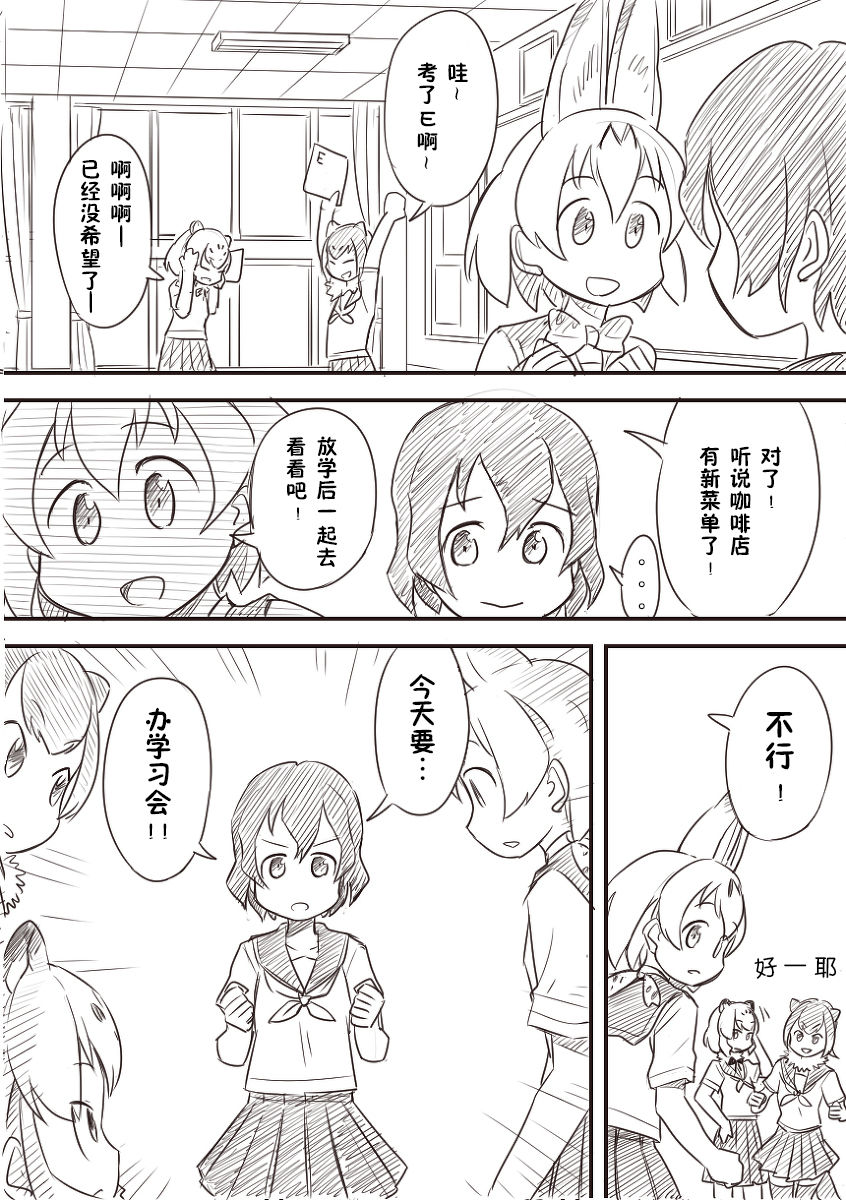 哇~
考了E啊~
E
啊啊啊ー
已经没希望了ー
对了！
听说咖啡店
有新菜单了！
。。。
放学后一起去
看看吧！
不行！
好一耶
今天要…
办学习会!!